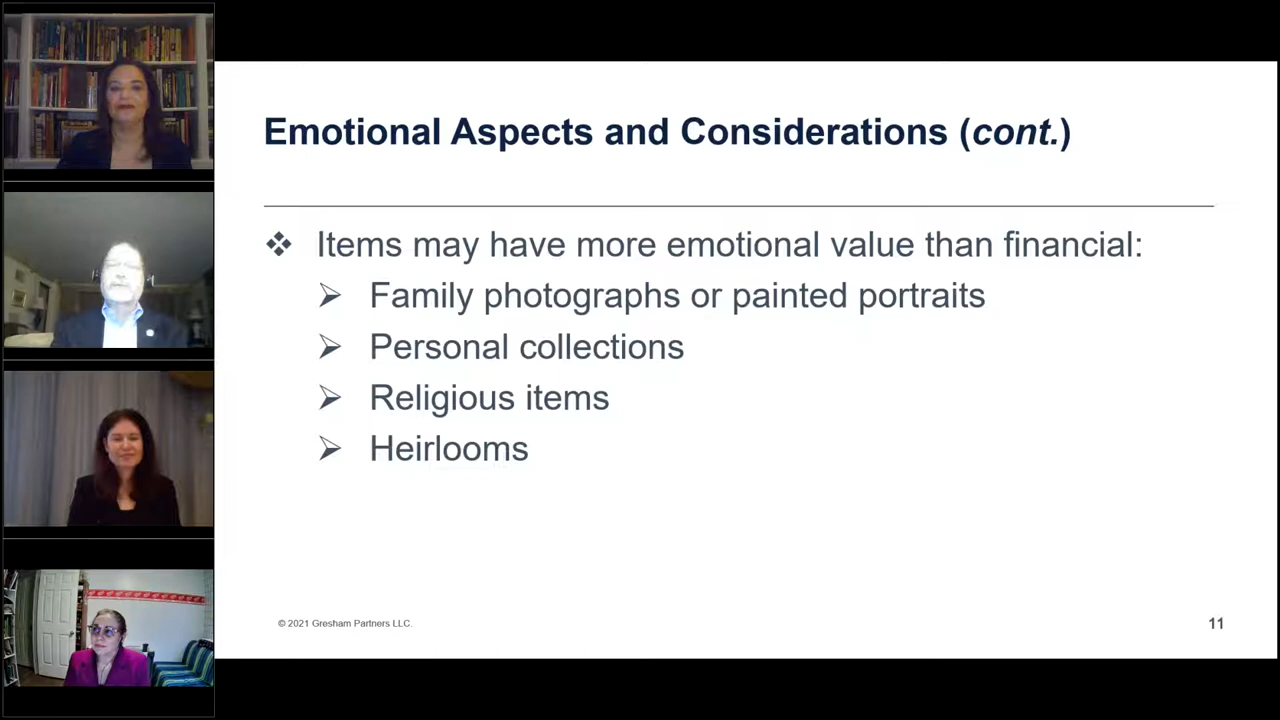 Emotional Aspects and Considerations (cont.)
❖ Items may have more emotional value than financial:
➢ Family photographs or painted portraits
➢ Personal collections
➢ Religious items
➢ Heirlooms
© 2021 Gresham Partners LLC.
11